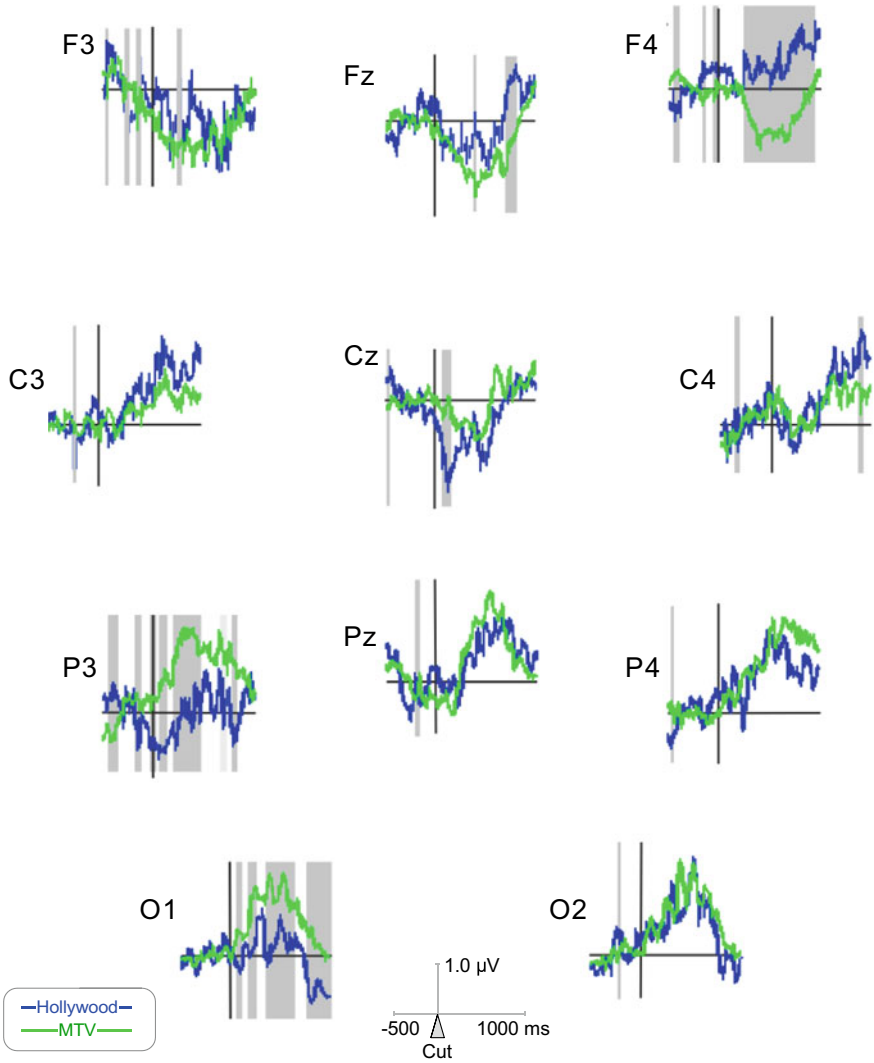 F3
Fz
F4
C3
Cz
C4
P3
Pz
P4
O1
O2
1.0 µV
-500
1000 ms
Cut
Hollywood
MTV